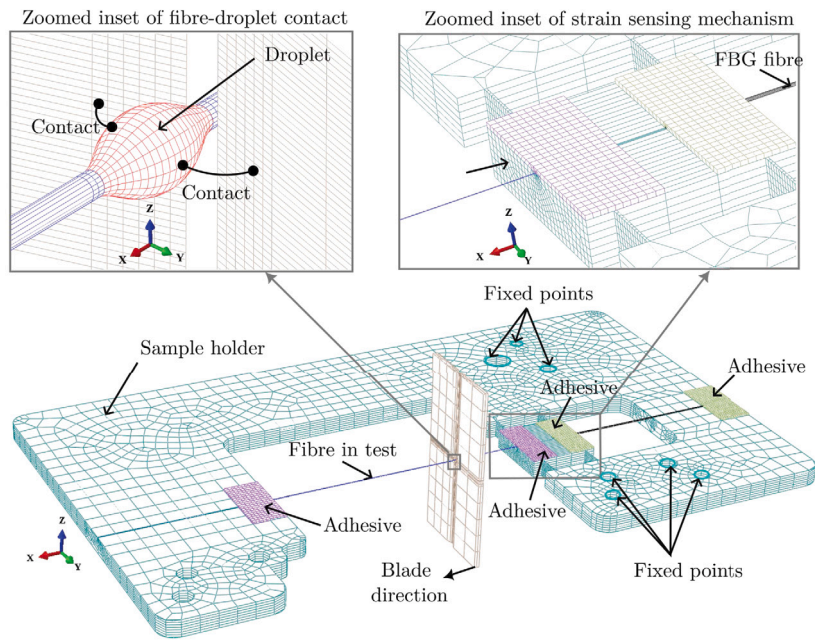 Zoomed inset of fibre-droplet contact
Droplet
Contact
Contact
Z
X
Y
Zoomed inset of strain sensing mechanism
FBG fibre
Z
X
Y
Fixed points
Sample holder
Adhesive
Adhesive
Fibre in test
Adhesive
Adhesive
Z
X
Y
Blade
direction
Fixed points